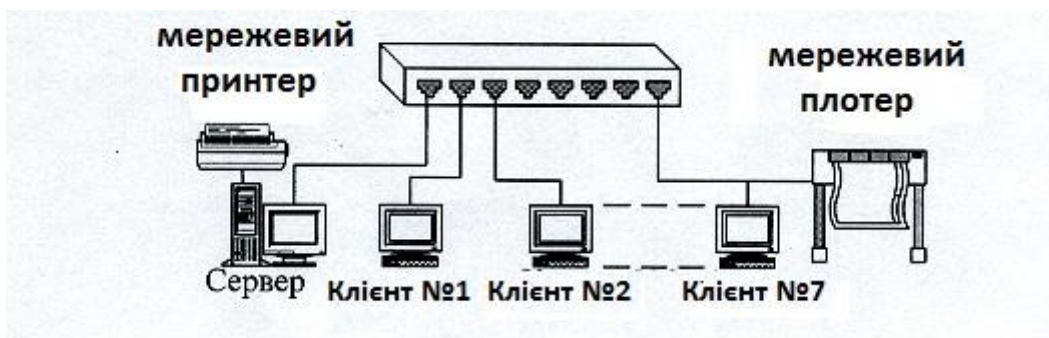 мережевий
принтер
мережевий
плотер
Сервер
Клієнт №1 Клієнт №2 Клієнт №7